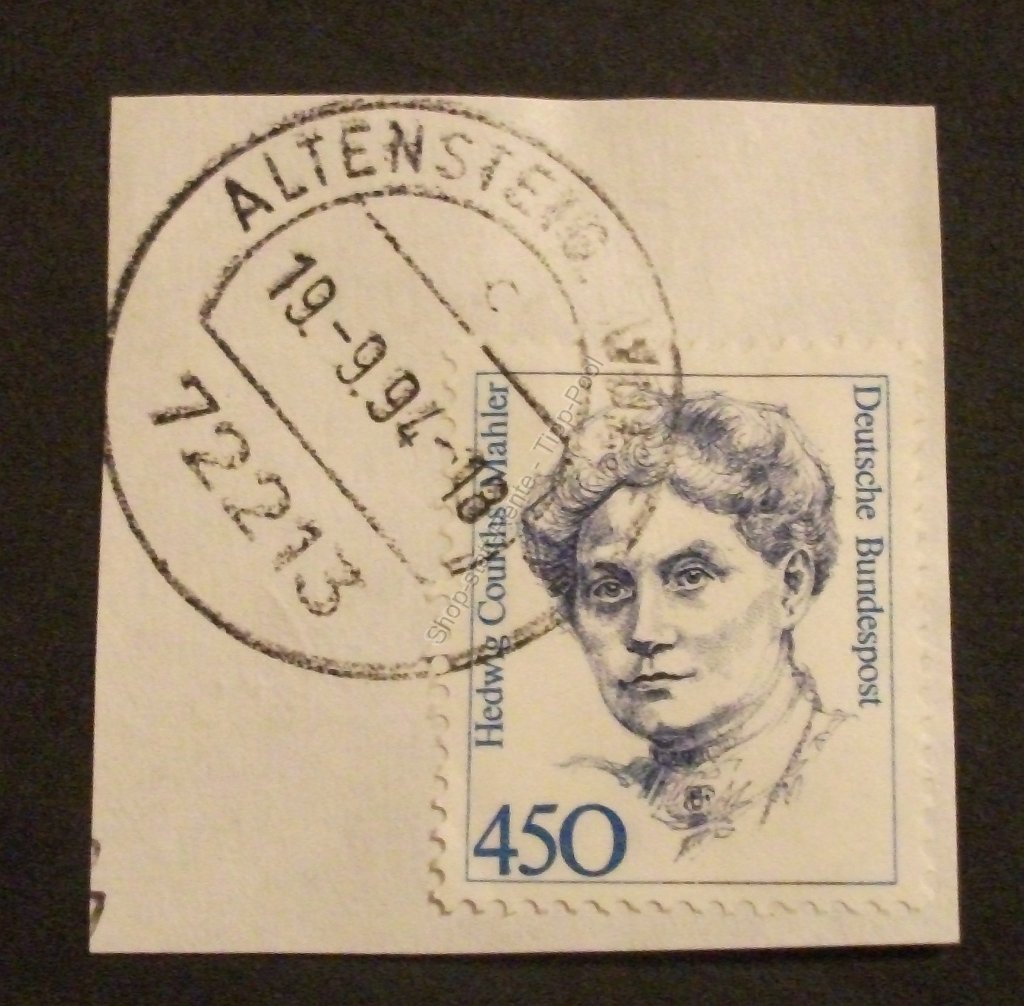 ALTENSTEIG.
c
19.-9.94-18
72213
Hedwig Courths-Mahler
Deutsche Bundespost
450